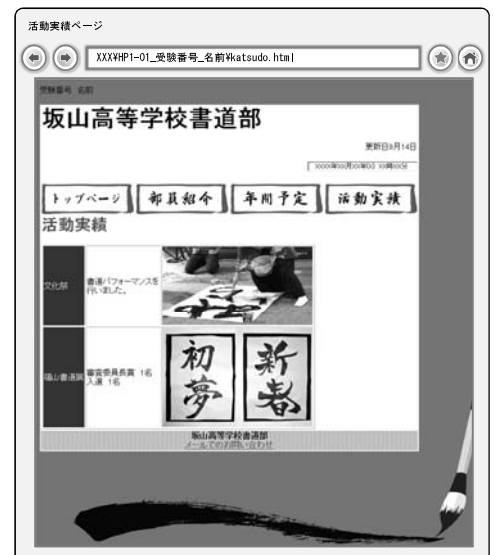 活動実績ページ
XXX¥HP1-01_受験番号_名前¥katsudo.html
受験番号 名前
坂山高等学校書道部
更新日9月14日
トップページ
部員紹介
年間予定
活動実績
活動実績
文化祭
書道パフォーマンスを
行いました。
初夢
新春
審査委員長賞 1名
入選 1名
坂山高等学校書道部
メールでのお問い合わせ